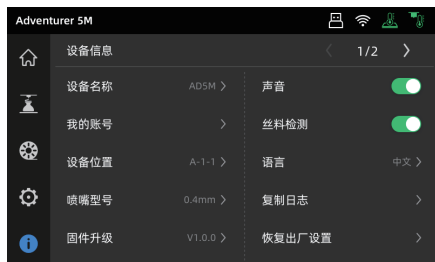 Adventurer 5M
设备信息
1/2
设备名称 AD5M
声音
我的账号
丝料检测
设备位置 A-1-1
语言 中文
喷嘴型号 0.4mm
复制日志
固件升级 V1.0.0
恢复出厂设置